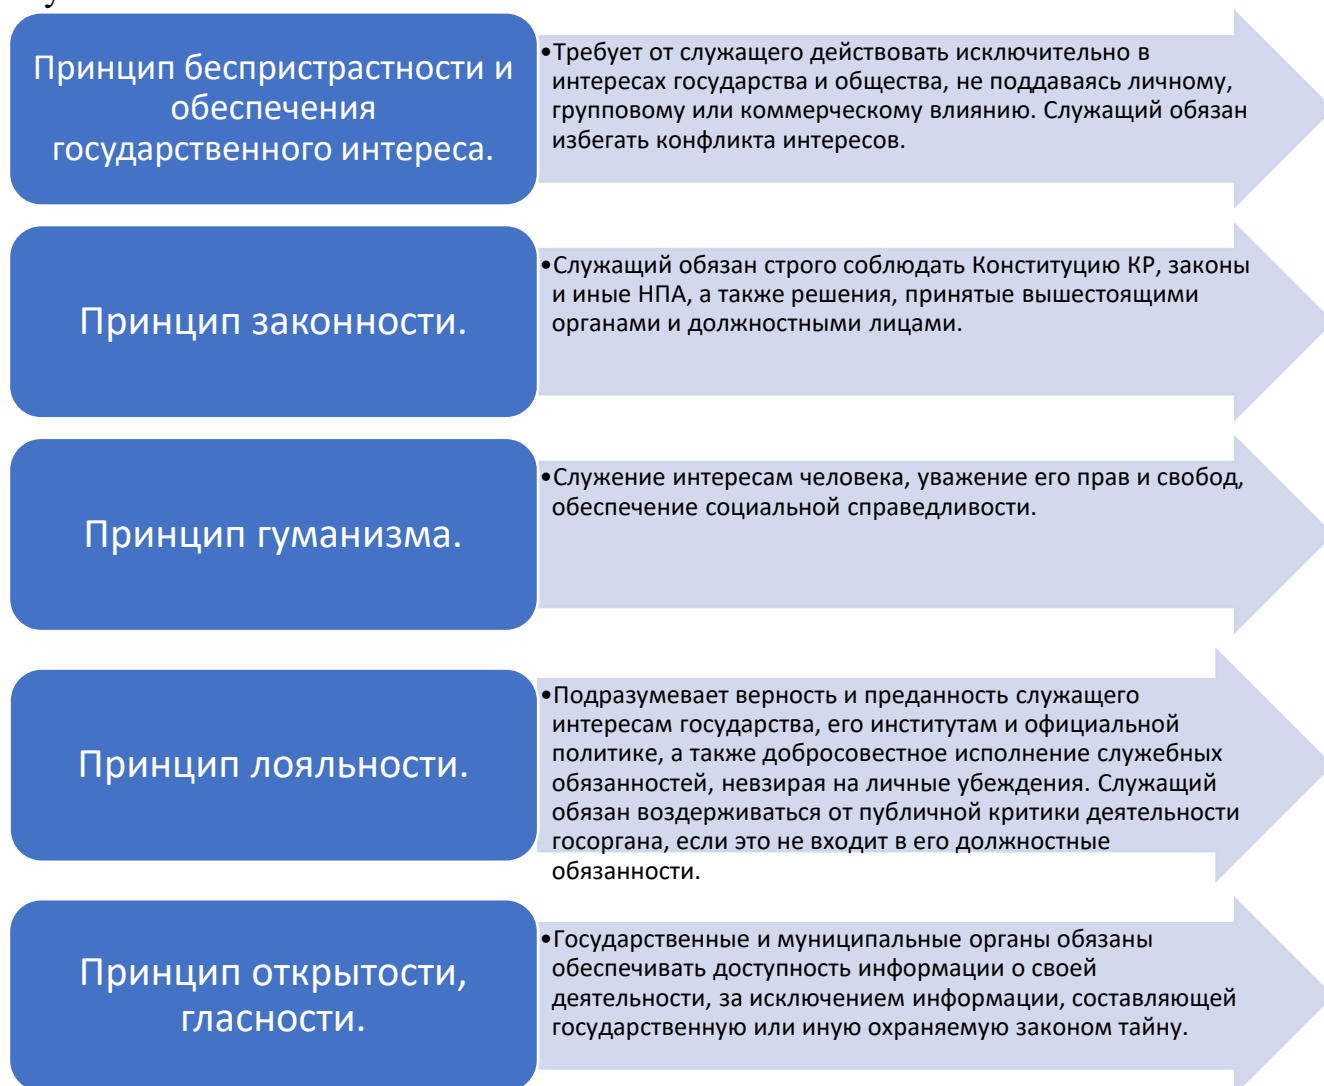 Принцип беспристрастности и
обеспечения
государственного интереса.
•Требует от служащего действовать исключительно в
интересах государства и общества, не поддаваясь личному,
групповому или коммерческому влиянию. Служащий обязан
избегать конфликта интересов.
Принцип законности.
•Служащий обязан строго соблюдать Конституцию КР, законы
и иные НПА, а также решения, принятые вышестоящими
органами и должностными лицами.
Принцип гуманизма.
•Служение интересам человека, уважение его прав и свобод,
обеспечение социальной справедливости.
Принцип лояльности.
•Подразумевает верность и преданность служащего
интересам государства, его институтам и официальной
политике, а также добросовестное исполнение служебных
обязанностей, невзирая на личные убеждения. Служащий
обязан воздерживаться от публичной критики деятельности
госоргана, если это не входит в его должностные
обязанности.
Принцип открытости,
гласности.
•Государственные и муниципальные органы обязаны
обеспечивать доступность информации о своей
деятельности, за исключением информации, составляющей
государственную или иную охраняемую законом тайну.